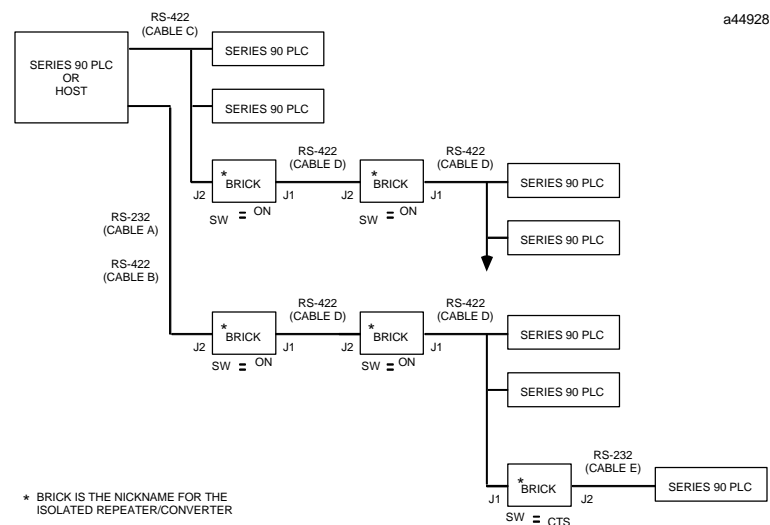 a44928
RS-422
(CABLE C)
SERIES 90 PLC
OR
HOST
SERIES 90 PLC
SERIES 90 PLC
RS-422
(CABLE D)
RS-422
(CABLE D)
* BRICK
* BRICK
SERIES 90 PLC
J2
J1
J2
J1
SW = ON
SW = ON
RS-232
(CABLE A)
SERIES 90 PLC
RS-422
(CABLE B)
RS-422
(CABLE D)
RS-422
(CABLE D)
* BRICK
* BRICK
SERIES 90 PLC
J2
J1
J2
J1
SW = ON
SW = ON
SERIES 90 PLC
RS-232
(CABLE E)
J1
* BRICK
J2
SERIES 90 PLC
SW = CTS
* BRICK IS THE NICKNAME FOR THE
ISOLATED REPEATER/CONVERTER